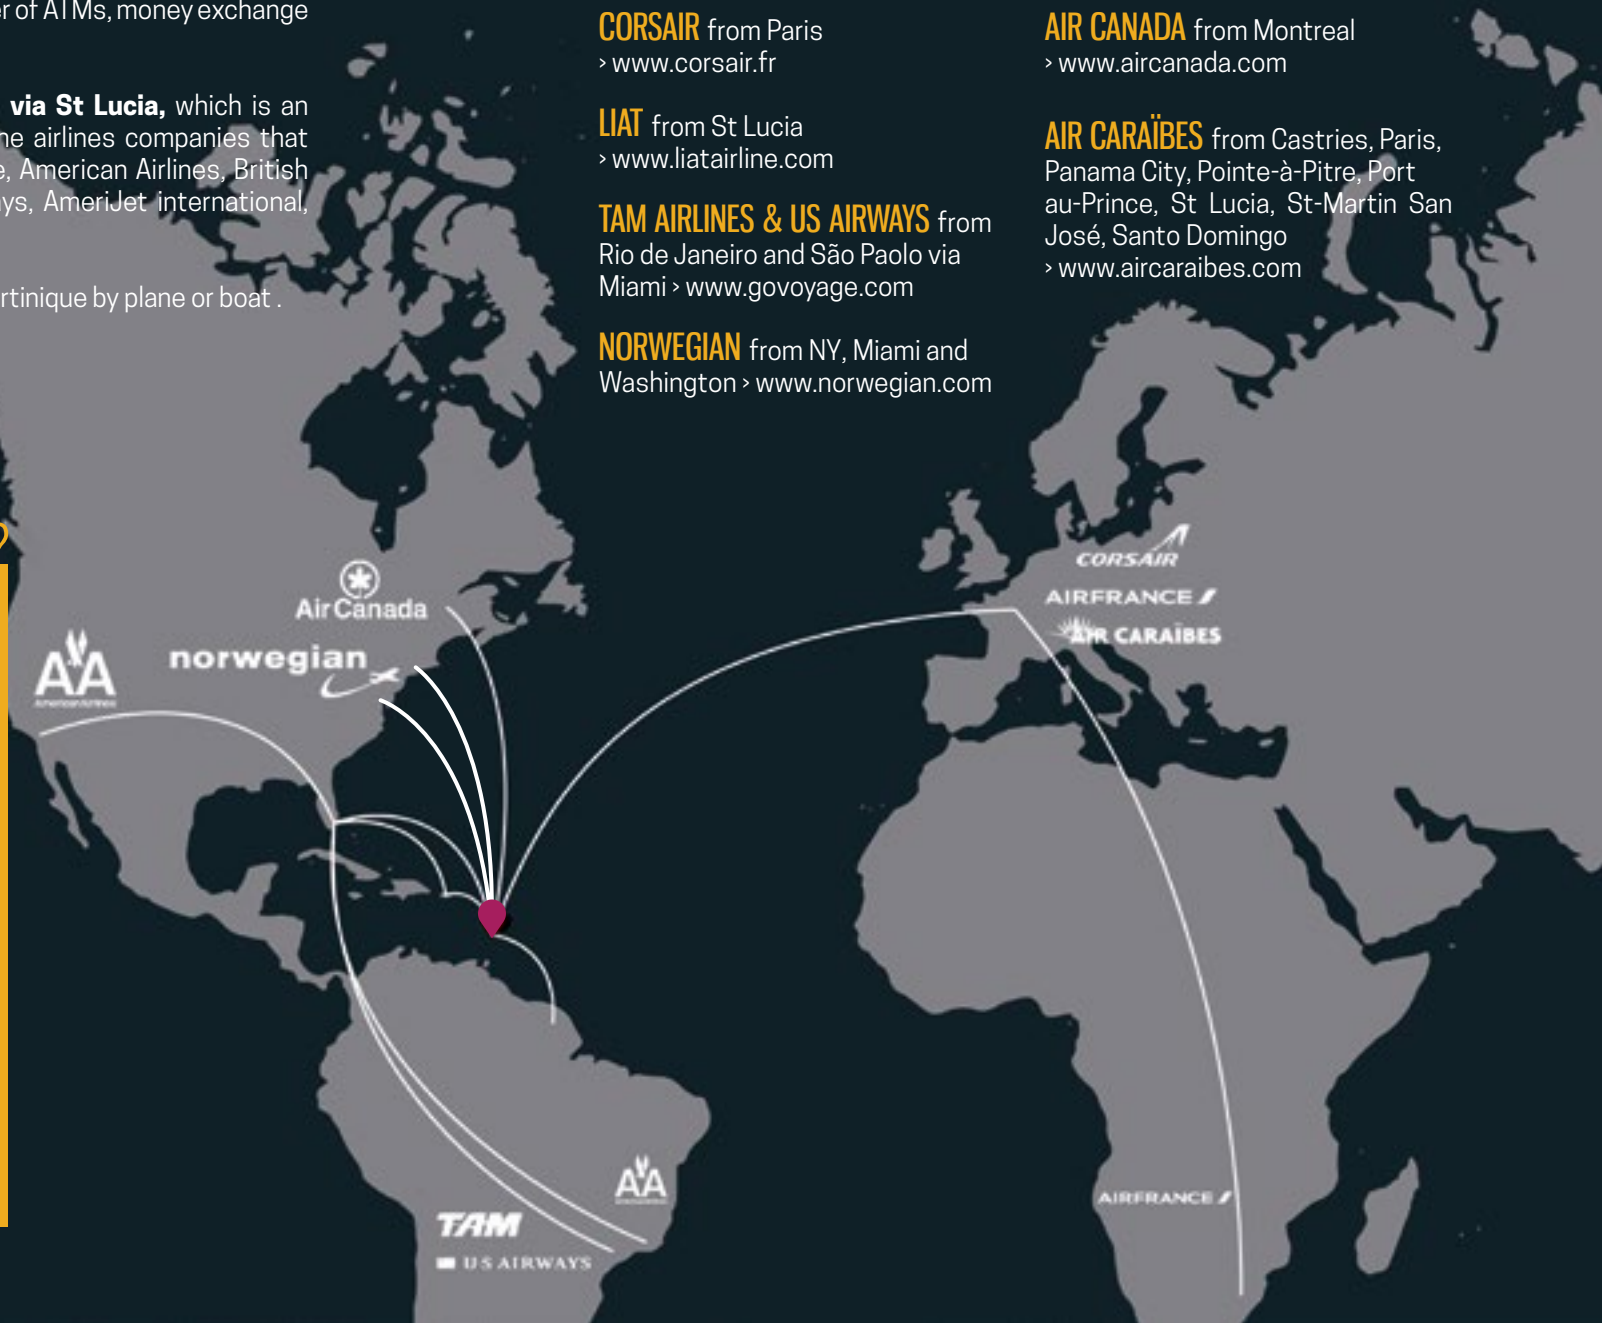 er of ATMs, money exchange
via St Lucia, which is an
he airlines companies that
e, American Airlines, British
ys, AmeriJet international,
rtinique by plane or boat .
CORSAIR from Paris
› www.corsair.fr
LIAT from St Lucia
› www.liatairline.com
TAM AIRLINES & US AIRWAYS from
Rio de Janeiro and São Paolo via
Miami › www.govoyage.com
NORWEGIAN from NY, Miami and
Washington › www.norwegian.com
AIR CANADA from Montreal
› www.aircanada.com
AIR CARAÏBES from Castries, Paris,
Panama City, Pointe-à-Pitre, Port
au-Prince, St Lucia, St-Martin San
José, Santo Domingo
› www.aircaraibes.com
Air Canada
norwegian
AA
American Airlines
CORSAIR
AIRFRANCE
AIR CARAÏBES
AA
TAM
US AIRWAYS
AIRFRANCE